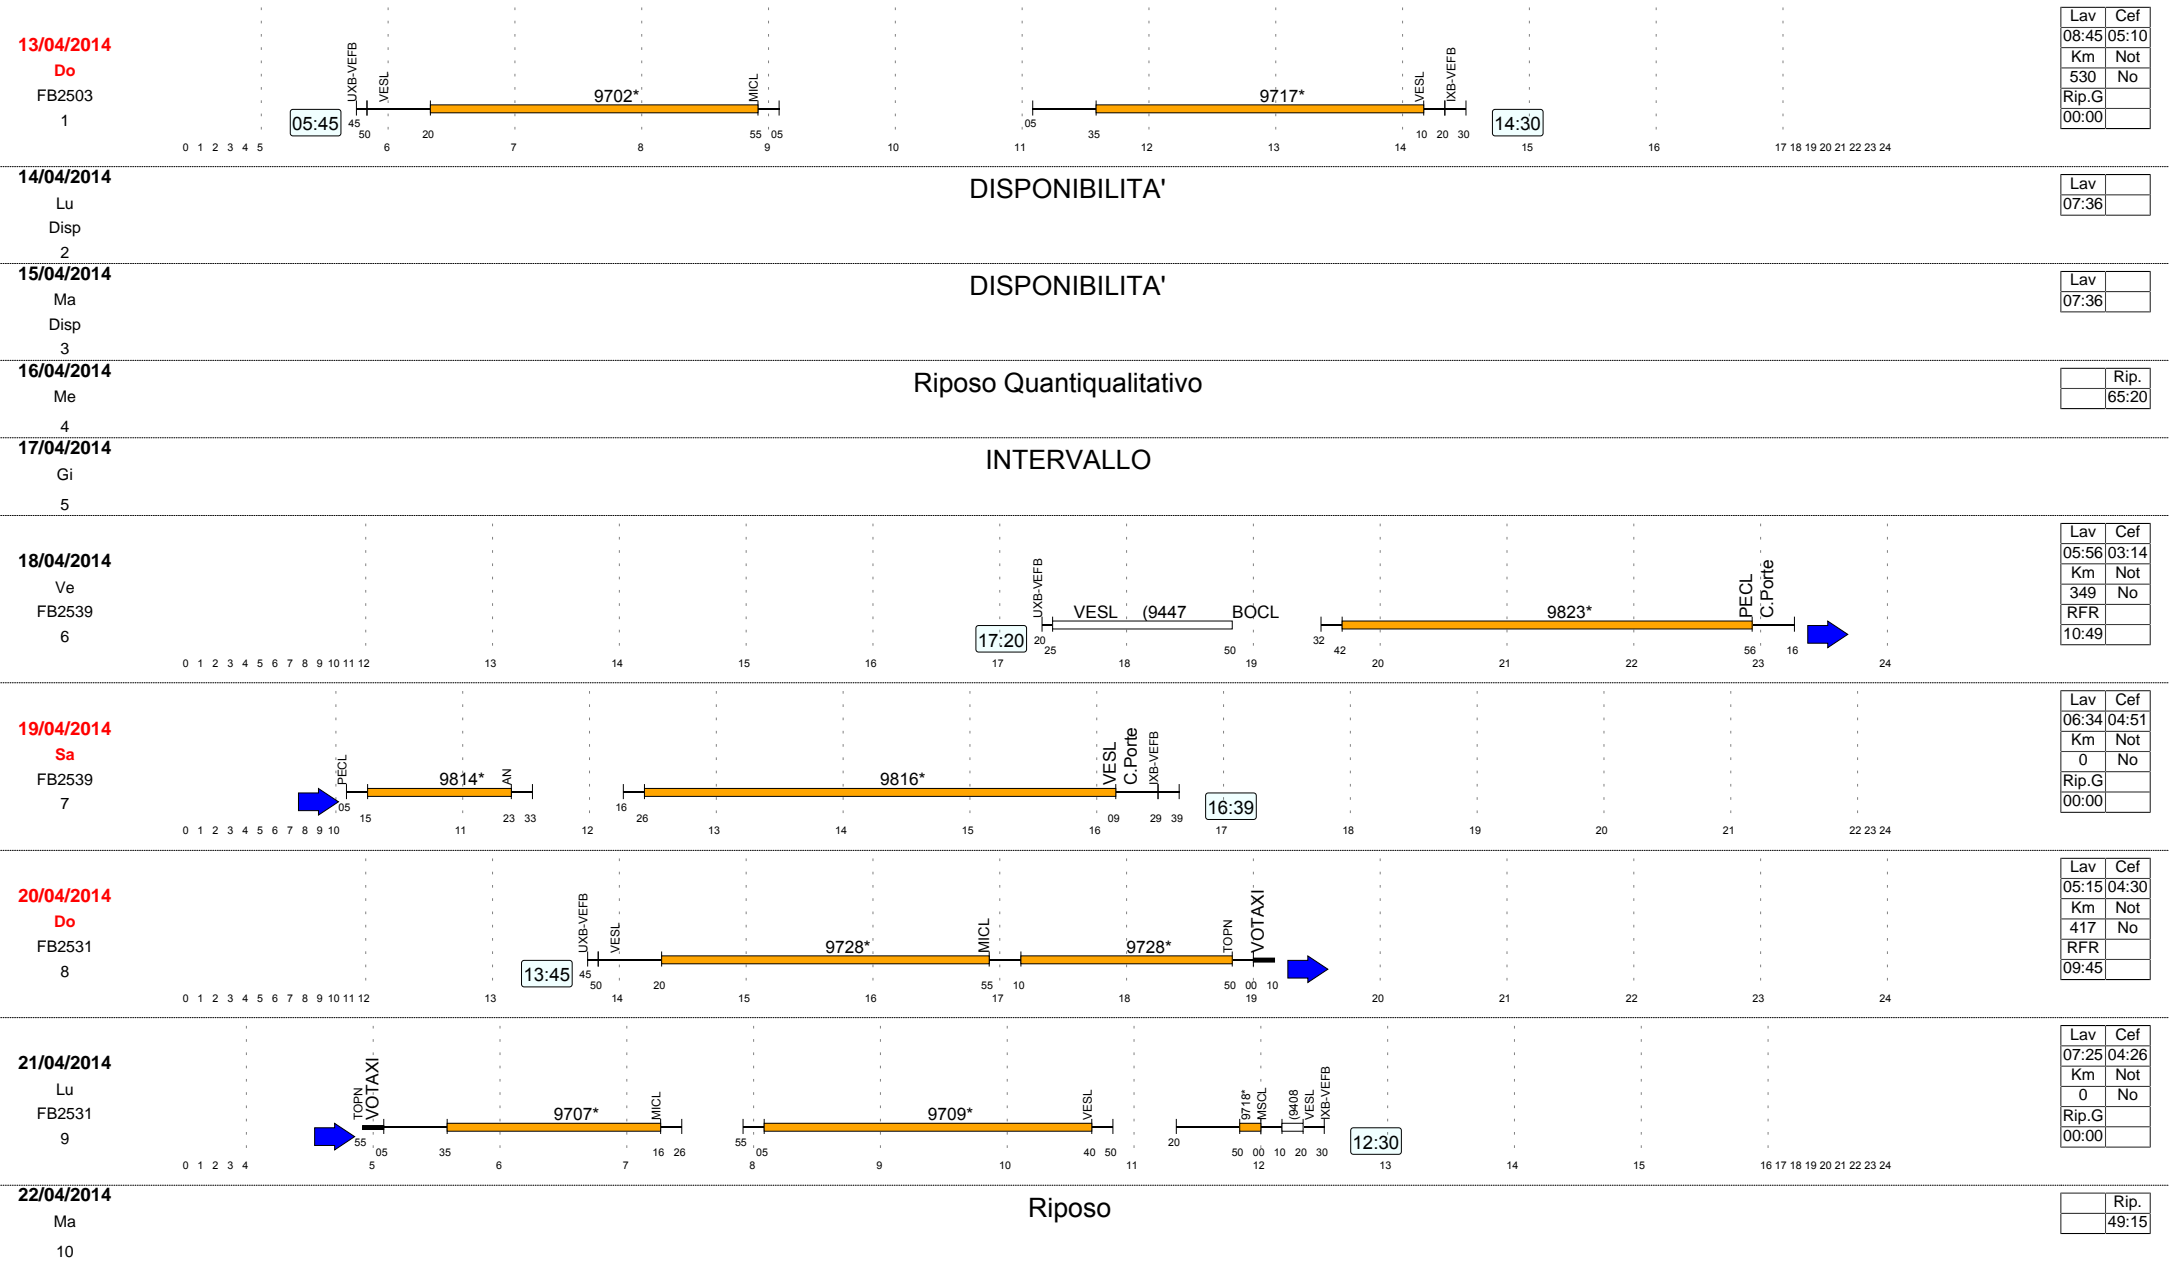 13/04/2014
Do
FB2503
1
05:45
UXB-VEFB VESL 9702* MICL 9717* VESL IXB-VEFB
45 50 20 55 05 05 35 10 20 30
14:30
0 1 2 3 4 5 6 7 8 9 10 11 12 13 14 15 16 17 18 19 20 21 22 23 24
Lav Cef
08:45 05:10
Km Not
530 No
Rip.G
00:00
14/04/2014
Lu
Disp
2
DISPONIBILITA'
Lav
07:36
15/04/2014
Ma
Disp
3
DISPONIBILITA'
Lav
07:36
16/04/2014
Me
4
Riposo Quantiqualitativo
Rip.
65:20
17/04/2014
Gi
5
INTERVALLO
18/04/2014
Ve
FB2539
6
17:20
UXB-VEFB VESL (9447 BOCL 9823* PECL C.Porte
20 25 50 32 42 56 16
0 1 2 3 4 5 6 7 8 9 10 11 12 13 14 15 16 17 18 19 20 21 22 23 24
Lav Cef
05:56 03:14
Km Not
349 No
RFR
10:49
19/04/2014
Sa
FB2539
7
PECL 9814* AN 9816* VESL C.Porte IXB-VEFB
05 15 23 33 16 26 09 29 39
16:39
0 1 2 3 4 5 6 7 8 9 10 11 12 13 14 15 16 17 18 19 20 21 22 23 24
Lav Cef
06:34 04:51
Km Not
0 No
Rip.G
00:00
20/04/2014
Do
FB2531
8
13:45
UXB-VEFB VESL 9728* MICL 9728* TOPN VOTAXI
45 50 20 55 10 50 00 10
0 1 2 3 4 5 6 7 8 9 10 11 12 13 14 15 16 17 18 19 20 21 22 23 24
Lav Cef
05:15 04:30
Km Not
417 No
RFR
09:45
21/04/2014
Lu
FB2531
9
TOPN VOTAXI 9707* MICL 9709* VESL 9718* MSCL (9408 VESL IXB-VEFB
55 05 35 16 26 55 05 40 50 20 50 00 10 20 30
12:30
0 1 2 3 4 5 6 7 8 9 10 11 12 13 14 15 16 17 18 19 20 21 22 23 24
Lav Cef
07:25 04:26
Km Not
0 No
Rip.G
00:00
22/04/2014
Ma
10
Riposo
Rip.
49:15